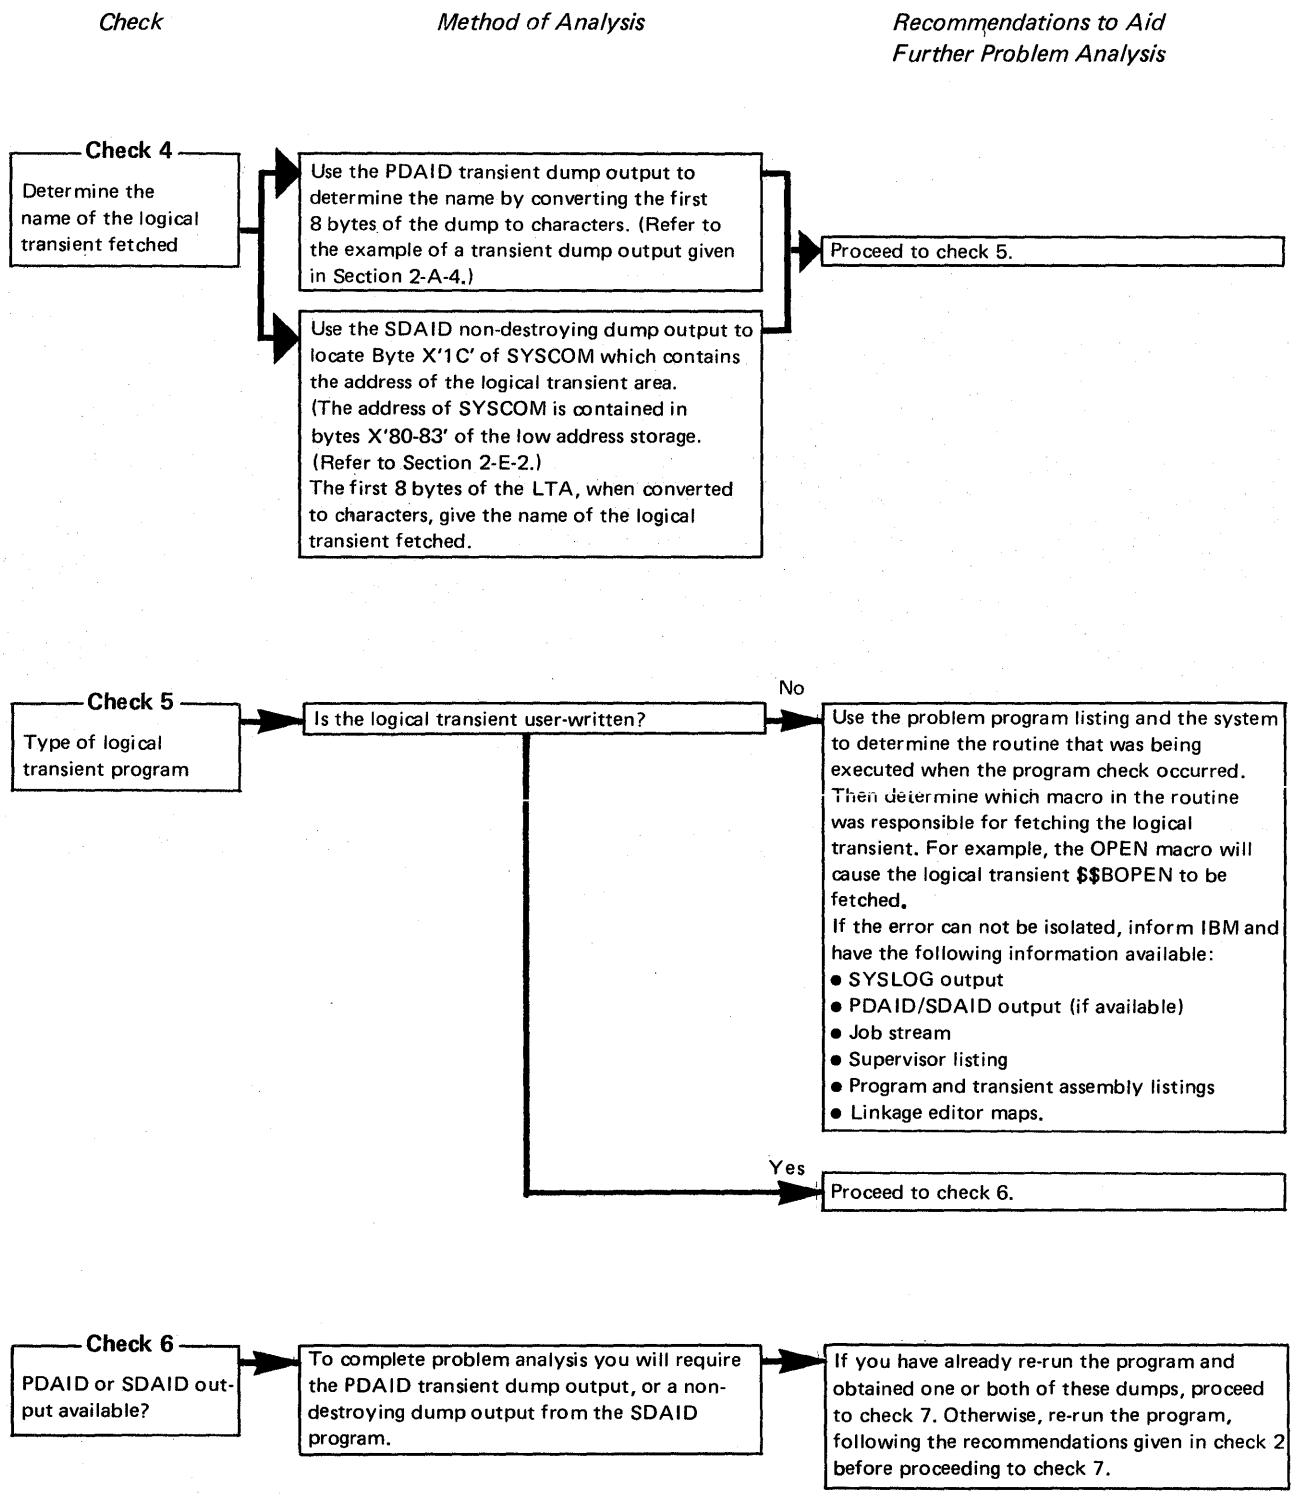 Check
Method of Analysis
Recommendations to Aid
Further Problem Analysis
Check 4
Determine the
name of the logical
transient fetched
Use the PDAID transient dump output to
determine the name by converting the first
8 bytes of the dump to characters. (Refer to
the example of a transient dump output given
in Section 2-A-4.)
Proceed to check 5.
Use the SDAID non-destroying dump output to
locate Byte X'1C' of SYSCOM which contains
the address of the logical transient area.
(The address of SYSCOM is contained in
bytes X'80-83' of the low address storage.
(Refer to Section 2-E-2.)
The first 8 bytes of the LTA, when converted
to characters, give the name of the logical
transient fetched.
Check 5
Type of logical
transient program
Is the logical transient user-written?
No
Use the problem program listing and the system
to determine the routine that was being
executed when the program check occurred.
Then determine which macro in the routine
was responsible for fetching the logical
transient. For example, the OPEN macro will
cause the logical transient $$BOPEN to be
fetched.
If the error can not be isolated, inform IBM and
have the following information available:
● SYSLOG output
● PDAID/SDAID output (if available)
● Job stream
● Supervisor listing
● Program and transient assembly listings
● Linkage editor maps.
Yes
Proceed to check 6.
Check 6
PDAID or SDAID out-
put available?
To complete problem analysis you will require
the PDAID transient dump output, or a non-
destroying dump output from the SDAID
program.
If you have already re-run the program and
obtained one or both of these dumps, proceed
to check 7. Otherwise, re-run the program,
following the recommendations given in check 2
before proceeding to check 7.